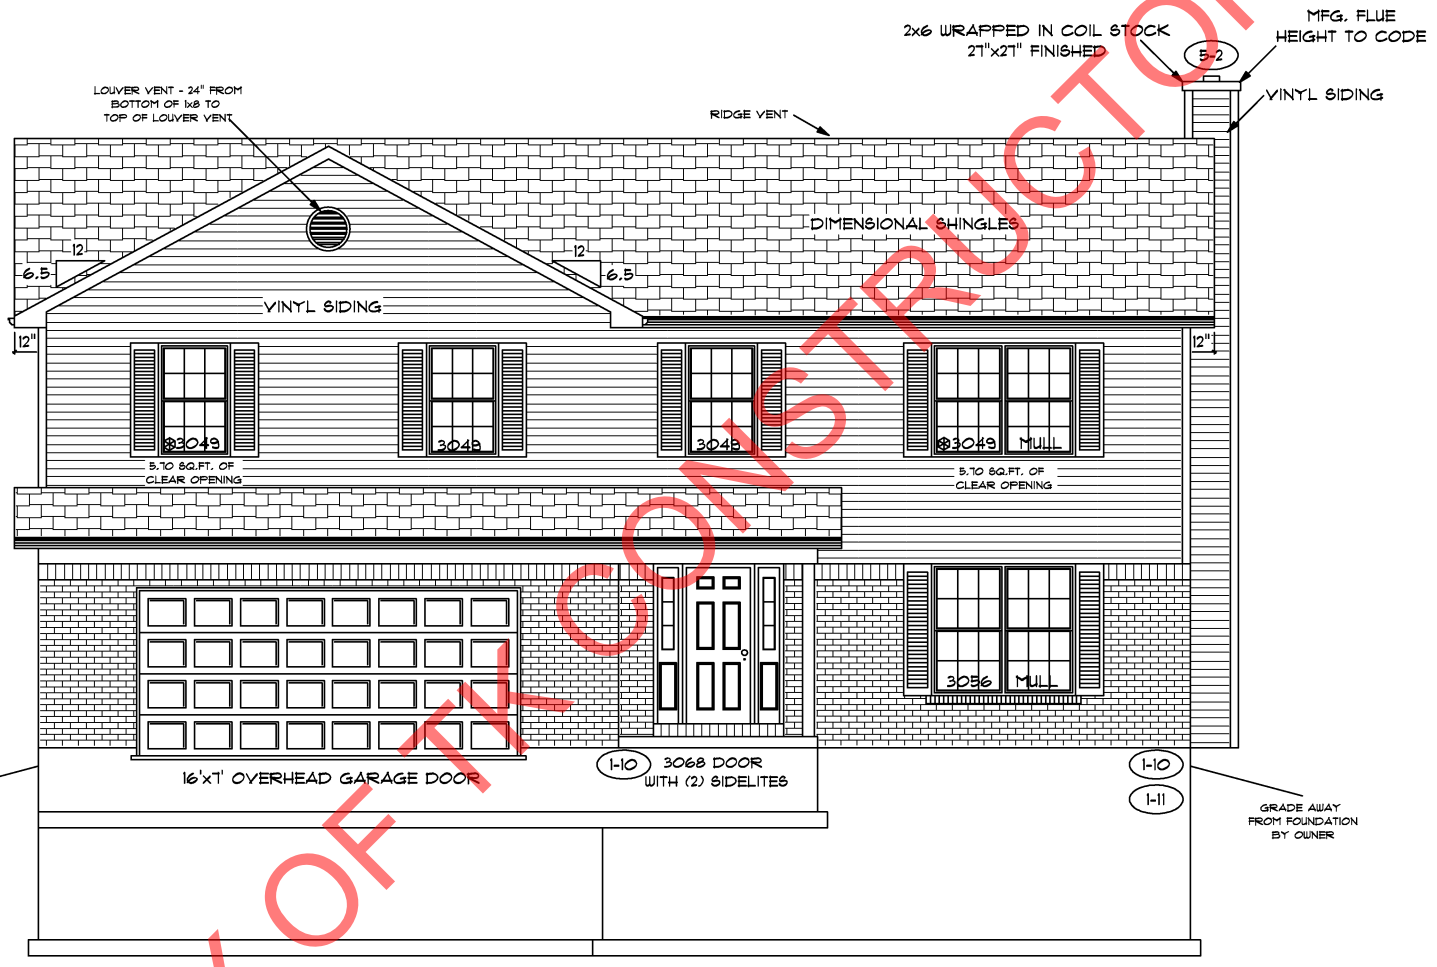 2x6 WRAPPED IN COIL STOCK
27"x27" FINISHED
MFG. FLUE
HEIGHT TO CODE
5-2
VINYL SIDING
LOUVER VENT - 24" FROM
BOTTOM OF 1x8 TO
TOP OF LOUVER VENT
RIDGE VENT
DIMENSIONAL SHINGLES
12
6.5
12
6.5
VINYL SIDING
12"
12"
⊛3049
3049
3049
⊛3049 MULL
5.70 SQ.FT. OF
CLEAR OPENING
5.70 SQ.FT. OF
CLEAR OPENING
3056 MULL
16'x7' OVERHEAD GARAGE DOOR
1-10
3068 DOOR
WITH (2) SIDELITES
1-10
1-11
GRADE AWAY
FROM FOUNDATION
BY OWNER
Y OF TK CONSTRUCTO